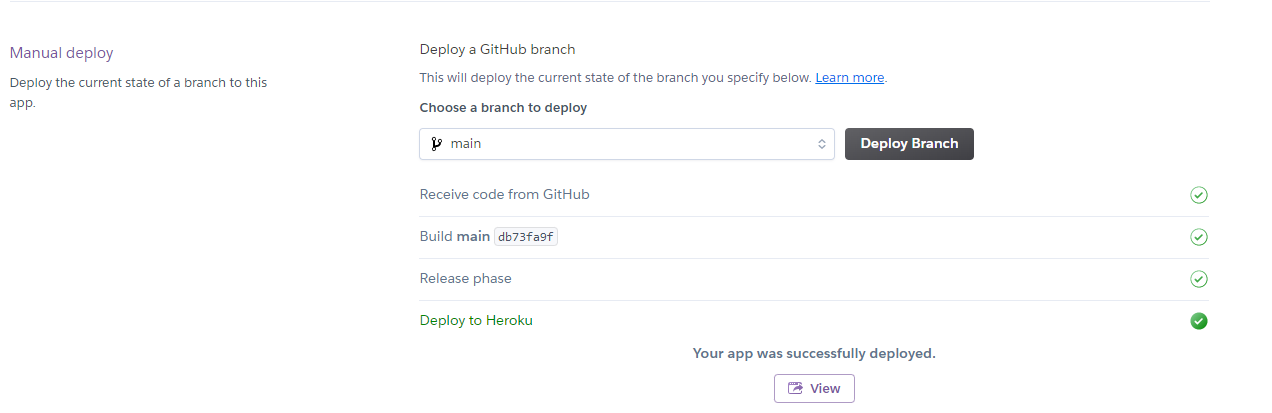 Manual deploy
Deploy the current state of a branch to this
app.
Deploy a GitHub branch
This will deploy the current state of the branch you specify below. Learn more.
Choose a branch to deploy
main
Deploy Branch
Receive code from GitHub
Build main db73fa9f
Release phase
Deploy to Heroku
Your app was successfully deployed.
View